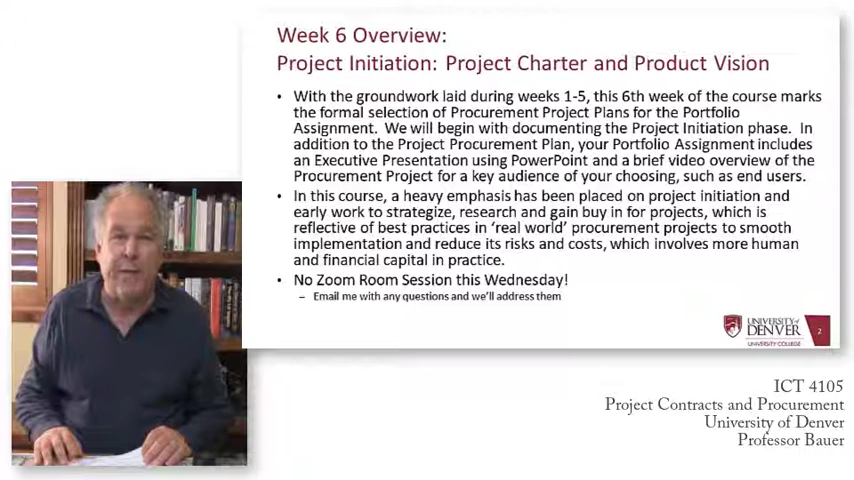 Week 6 Overview:
Project Initiation: Project Charter and Product Vision
• With the groundwork laid during weeks 1-5, this 6th week of the course marks
the formal selection of Procurement Project Plans for the Portfolio
Assignment. We will begin with documenting the Project Initiation phase. In
addition to the Project Procurement Plan, your Portfolio Assignment includes
an Executive Presentation using PowerPoint and a brief video overview of the
Procurement Project for a key audience of your choosing, such as end users.
• In this course, a heavy emphasis has been placed on project initiation and
early work to strategize, research and gain buy in for projects, which is
reflective of best practices in ‘real world’ procurement projects to smooth
implementation and reduce its risks and costs, which involves more human
and financial capital in practice.
• No Zoom Room Session this Wednesday!
– Email me with any questions and we’ll address them
UNIVERSITY of
DENVER
UNIVERSITY COLLEGE
2
ICT 4105
Project Contracts and Procurement
University of Denver
Professor Bauer